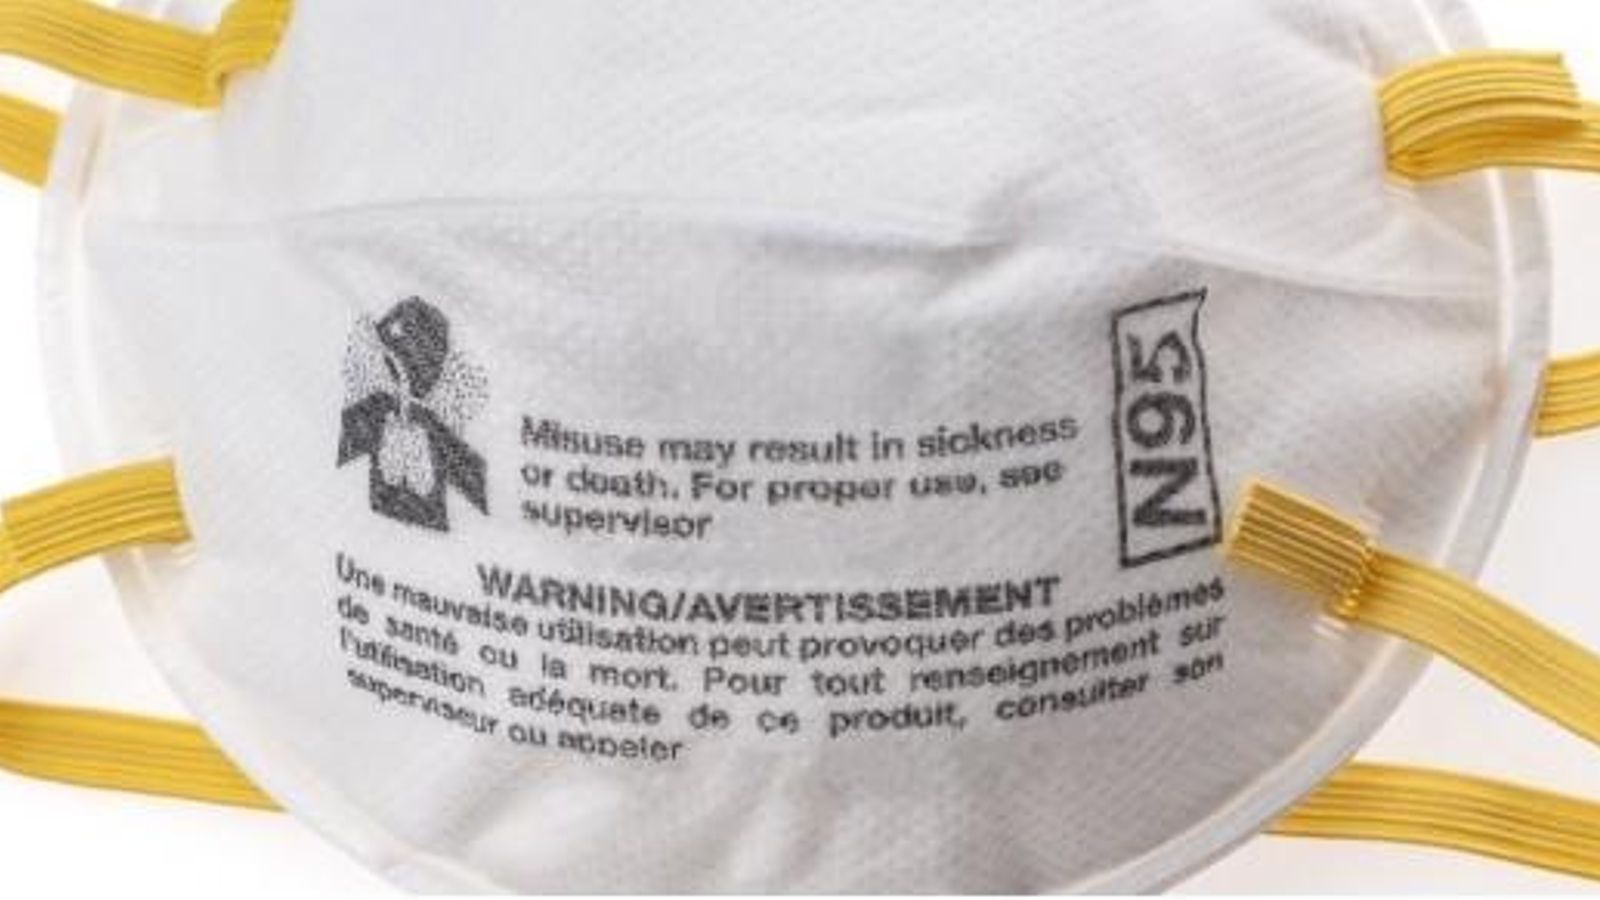 Misuse may result in sickness
or death. For proper use, see
supervisor
N95
WARNING/AVERTISSEMENT
Une mauvaise utilisation peut provoquer des problèmes
de santé ou la mort. Pour tout renseignement sur
l'utilisation adéquate de ce produit, consulter son
superviseur ou appeler